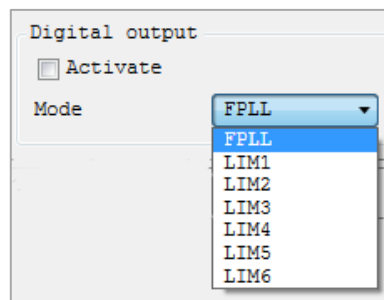 Digital output
Activate
Mode FPLL
FPLL
LIM1
LIM2
LIM3
LIM4
LIM5
LIM6